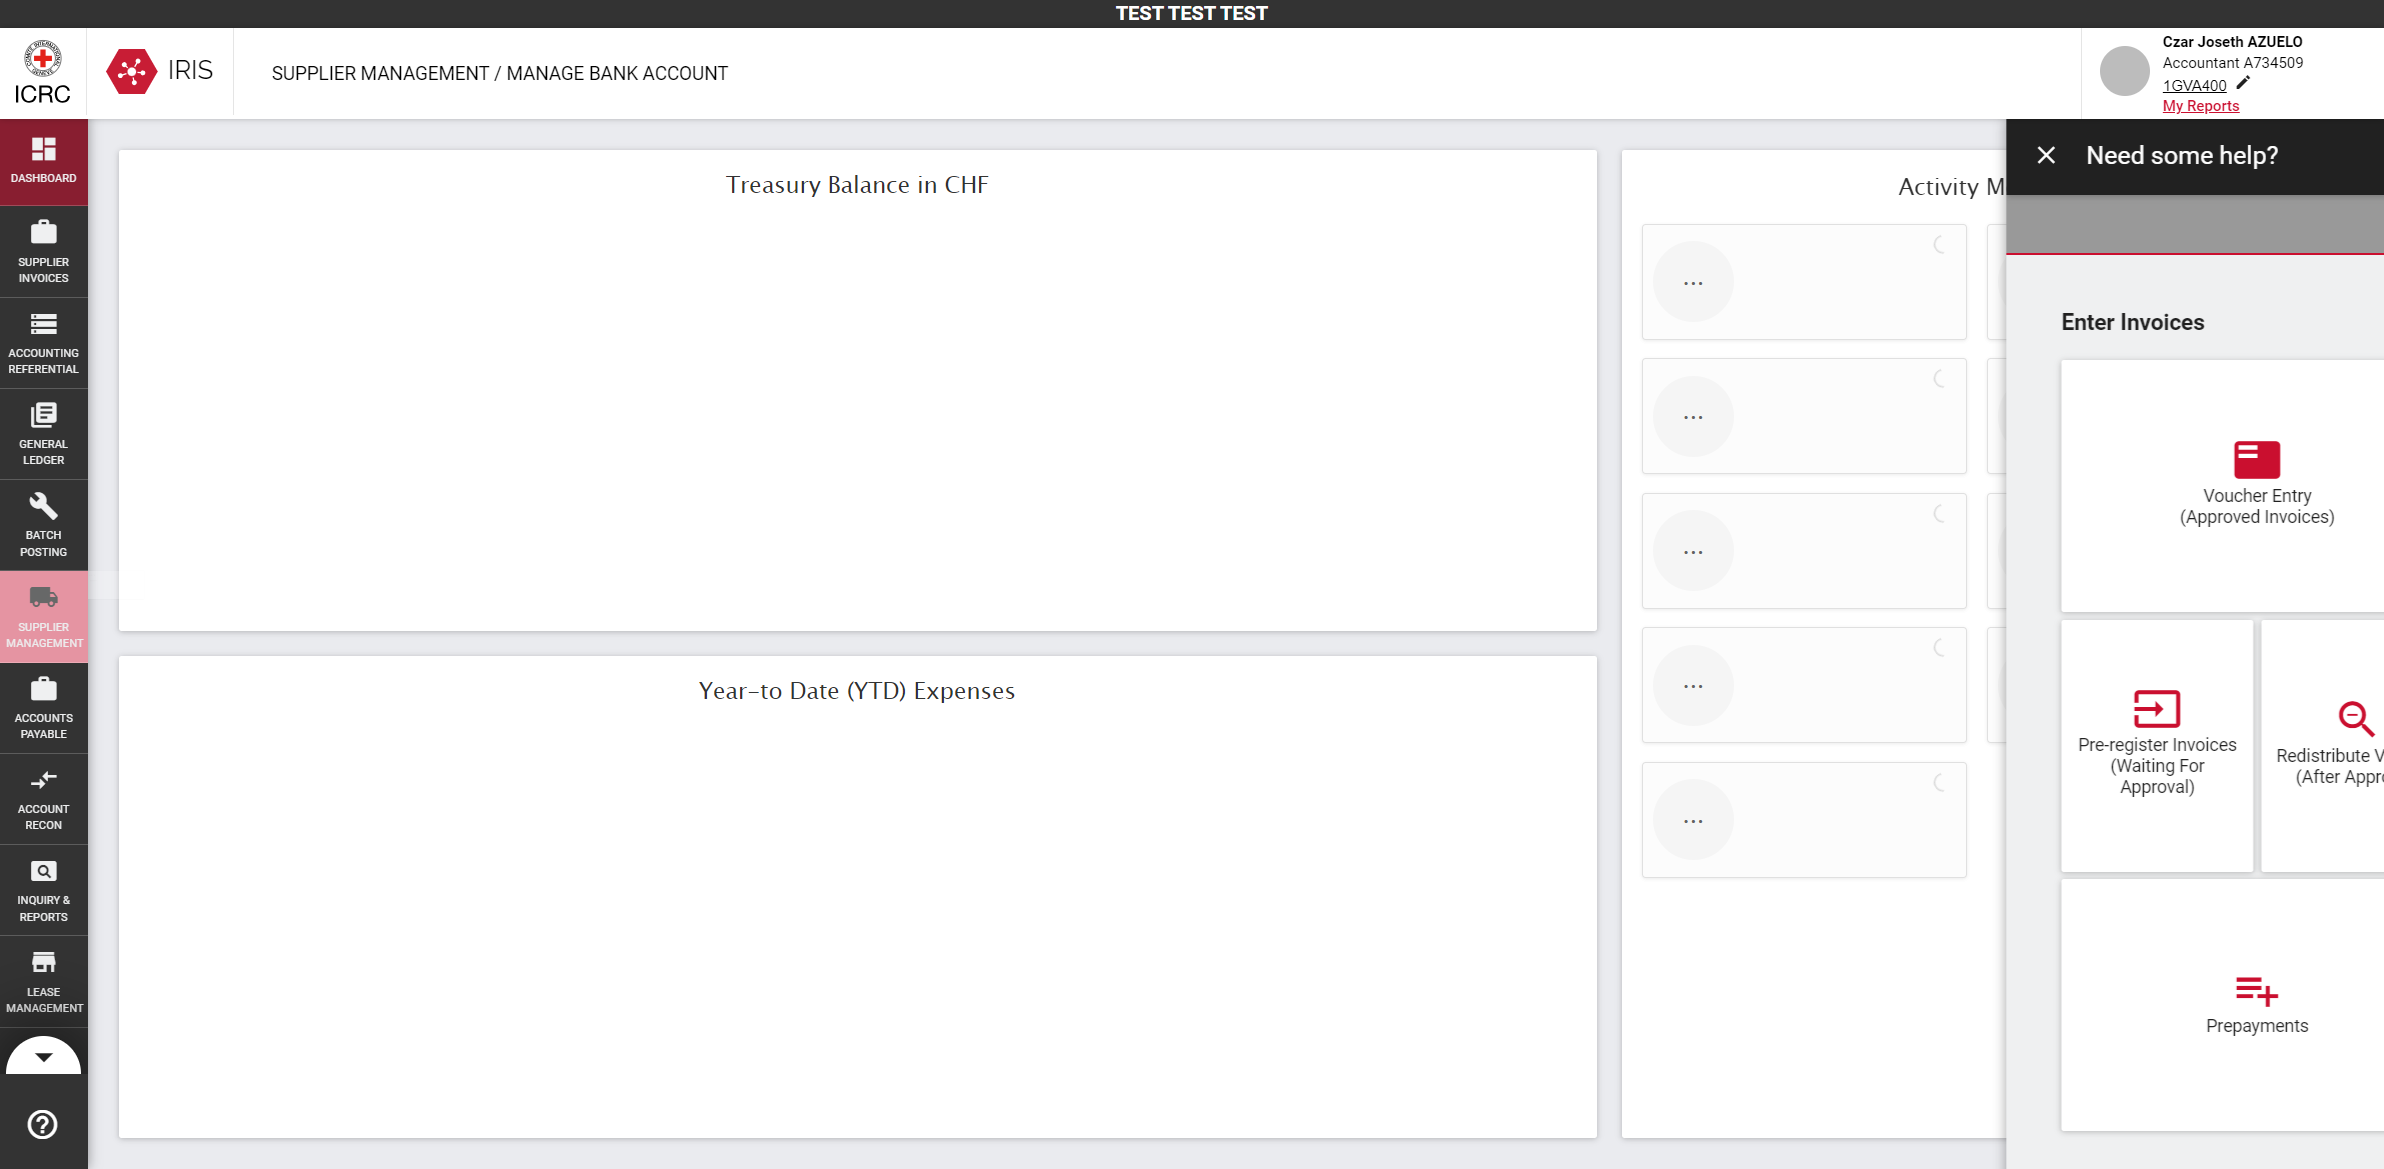 TEST TEST TEST
ICRC
IRIS
SUPPLIER MANAGEMENT / MANAGE BANK ACCOUNT
Czar Joseth AZUELO
Accountant A734509
1GVA400
My Reports
DASHBOARD
SUPPLIER
INVOICES
ACCOUNTING
REFERENTIAL
GENERAL
LEDGER
BATCH
POSTING
SUPPLIER
MANAGEMENT
ACCOUNTS
PAYABLE
ACCOUNT
RECON
INQUIRY &
REPORTS
LEASE
MANAGEMENT
Treasury Balance in CHF
Year-to Date (YTD) Expenses
Activity M
...
...
...
...
...
Need some help?
Enter Invoices
Voucher Entry
(Approved Invoices)
Pre-register Invoices
(Waiting For
Approval)
Redistribute V
(After Appr
Prepayments